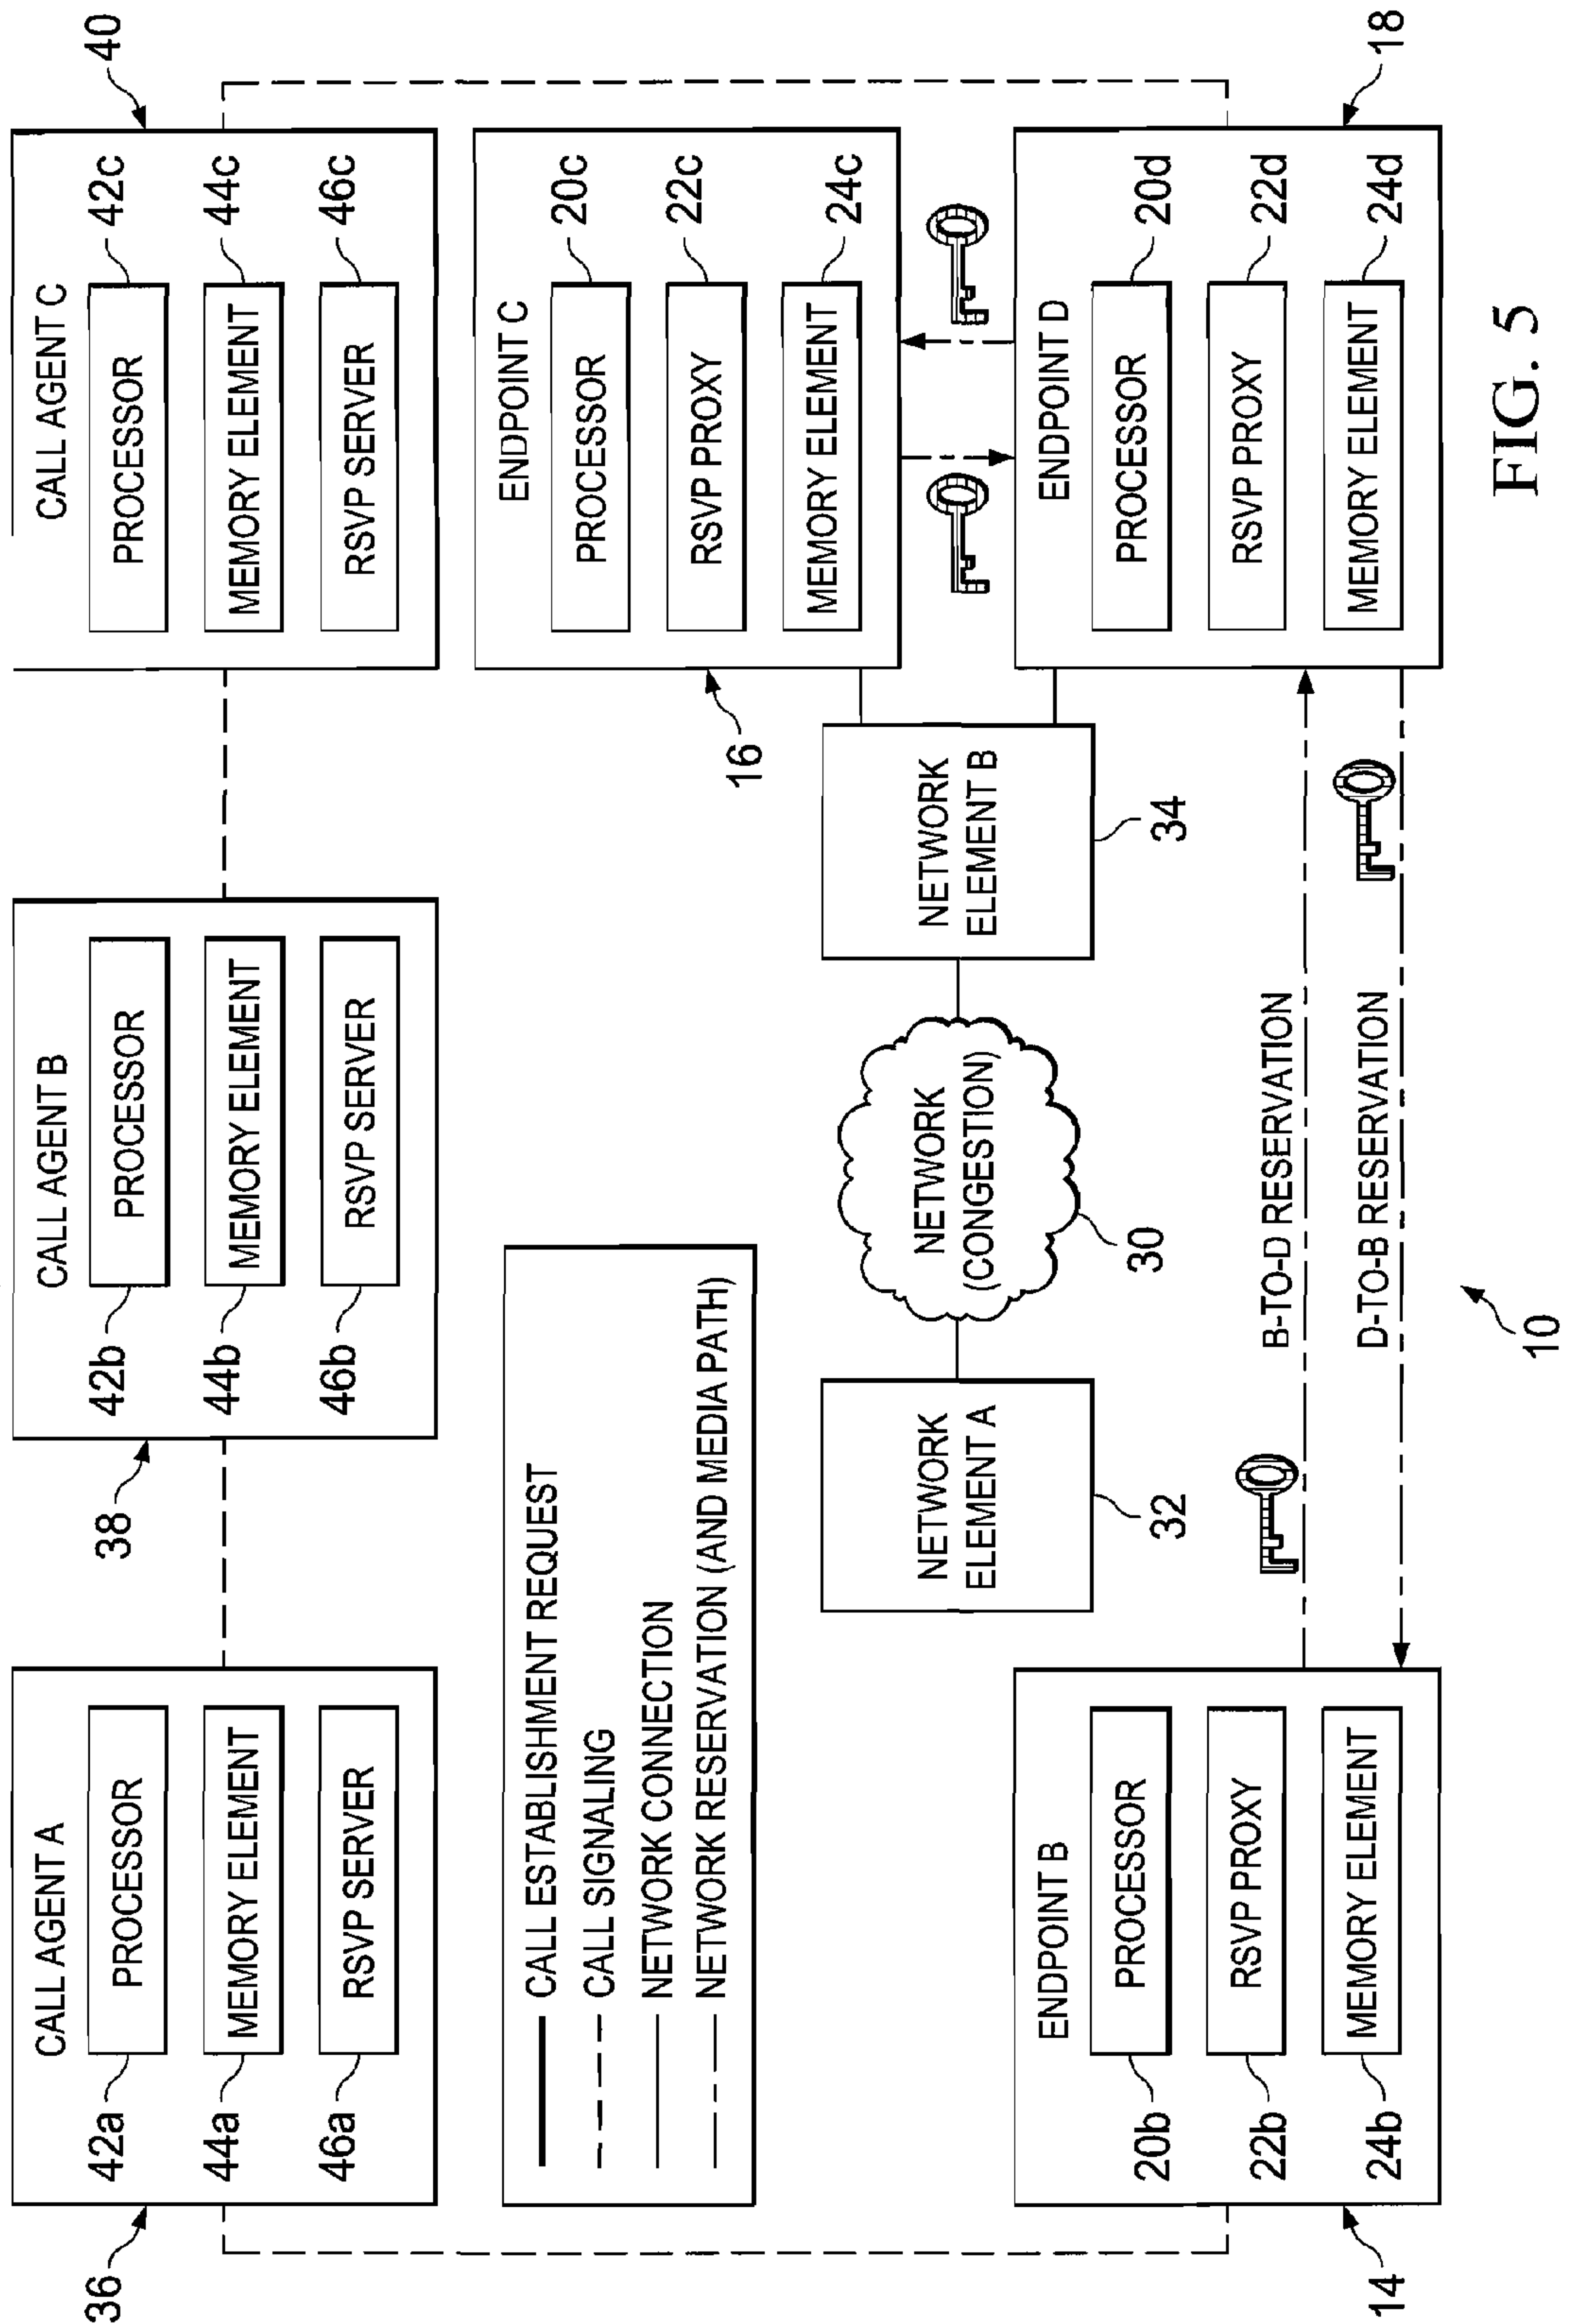 36
CALL AGENT A
42a
PROCESSOR
44a
MEMORY ELEMENT
46a
RSVP SERVER
38
CALL AGENT B
42b
PROCESSOR
44b
MEMORY ELEMENT
46b
RSVP SERVER
40
CALL AGENT C
PROCESSOR
42c
MEMORY ELEMENT
44c
RSVP SERVER
46c
CALL ESTABLISHMENT REQUEST
CALL SIGNALING
NETWORK CONNECTION
NETWORK RESERVATION (AND MEDIA PATH)
ENDPOINT C
PROCESSOR
20c
RSVP PROXY
22c
MEMORY ELEMENT
24c
16
NETWORK
ELEMENT A
32
NETWORK
(CONGESTION)
30
NETWORK
ELEMENT B
34
ENDPOINT B
20b
PROCESSOR
22b
RSVP PROXY
24b
MEMORY ELEMENT
14
B-TO-D RESERVATION
D-TO-B RESERVATION
ENDPOINT D
PROCESSOR
20d
RSVP PROXY
22d
MEMORY ELEMENT
24d
18
10
FIG. 5